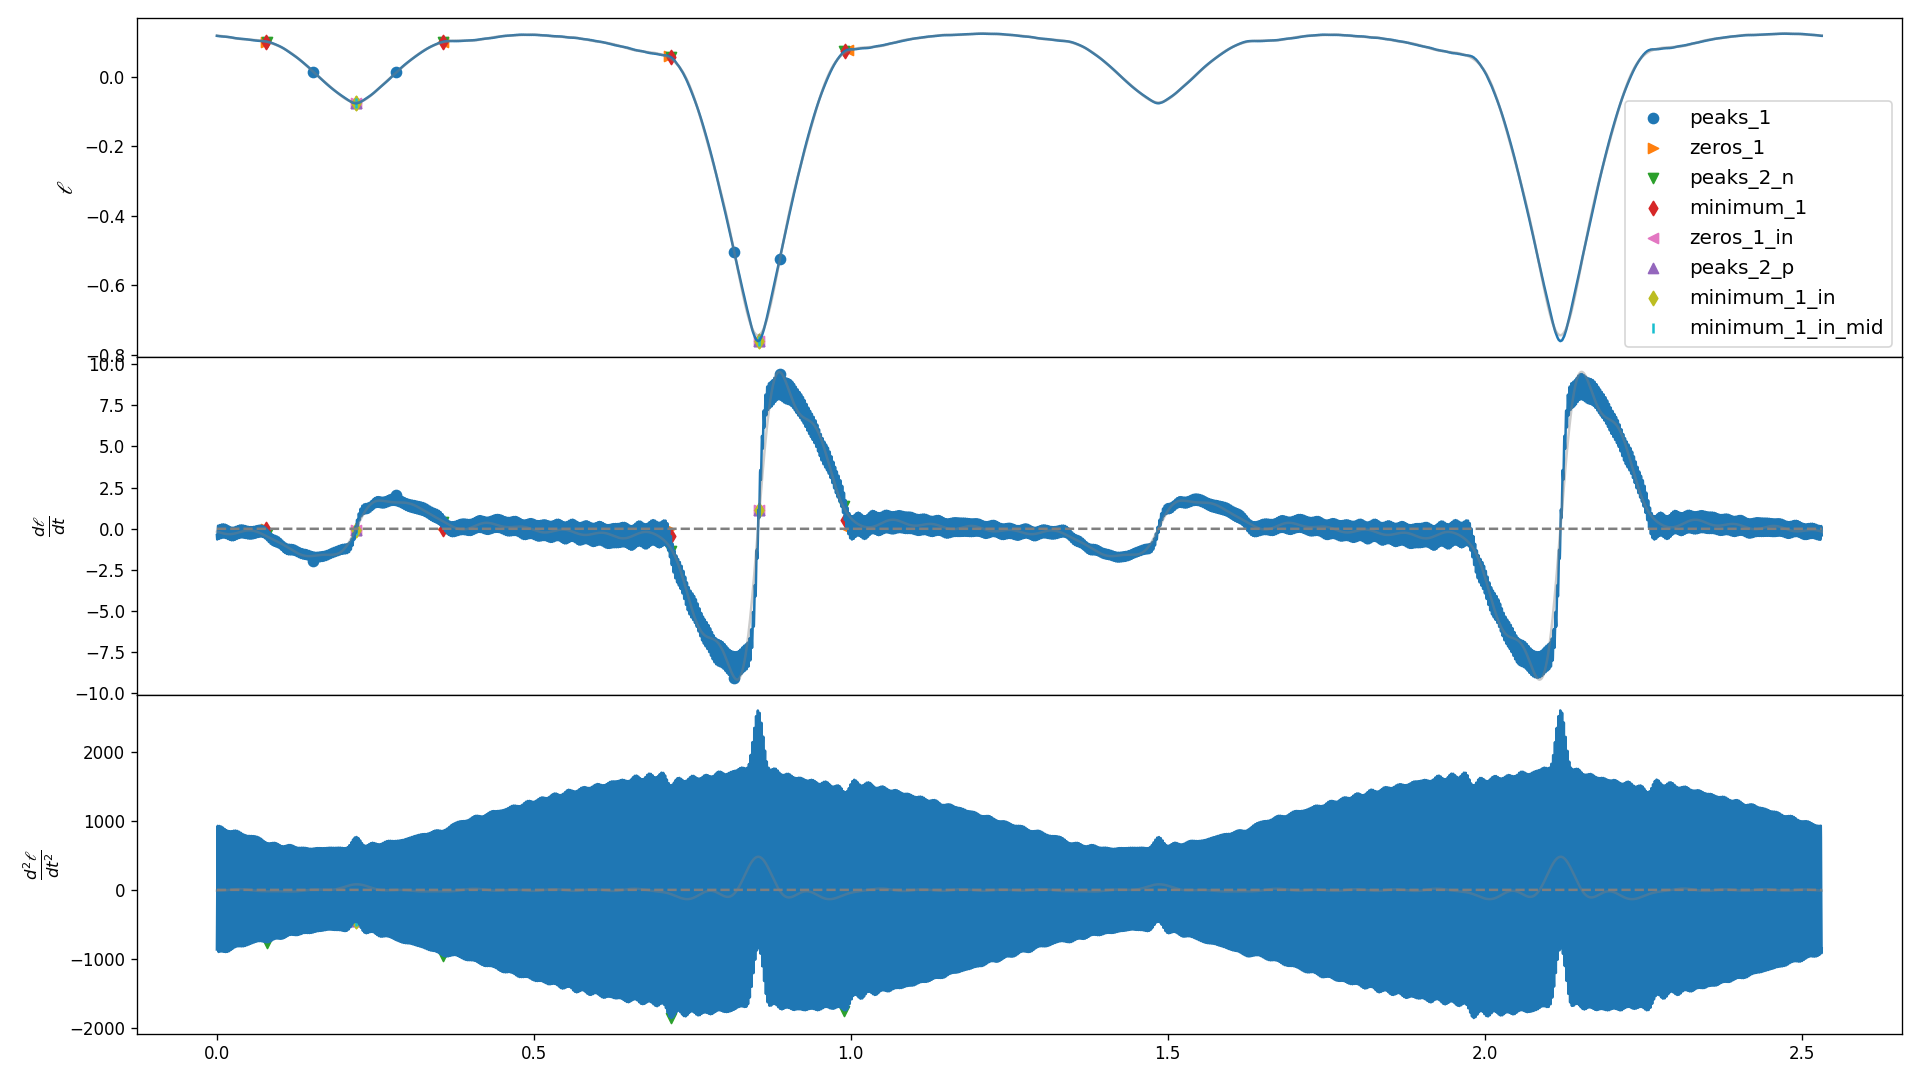 0.0
−0.2
−0.4
−0.6
−0.8
ℓ
peaks_1
zeros_1
peaks_2_n
minimum_1
zeros_1_in
peaks_2_p
minimum_1_in
minimum_1_in_mid
10.0
7.5
5.0
2.5
0.0
−2.5
−5.0
−7.5
−10.0
dℓ
dt
2000
1000
0
−1000
−2000
d²ℓ
dt²
0.0 0.5 1.0 1.5 2.0 2.5